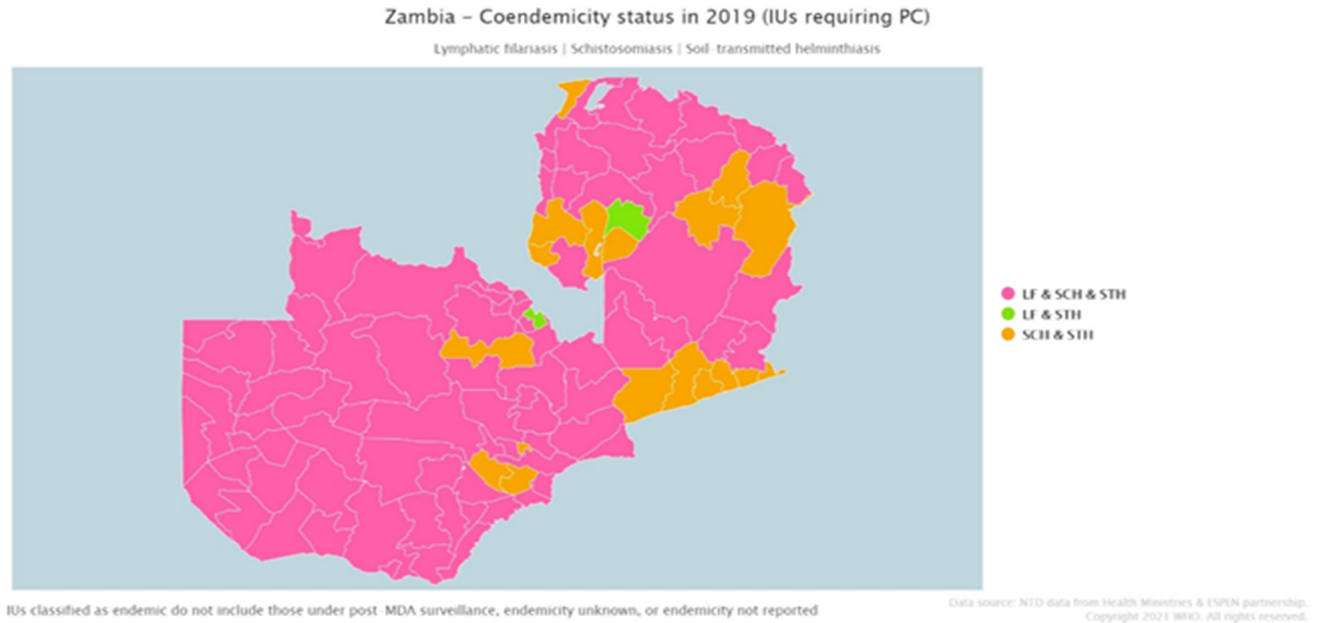 Zambia – Coendemicity status in 2019 (IUs requiring PC)
Lymphatic filariasis | Schistosomiasis | Soil-transmitted helminthiasis
LF & SCH & STH
LF & STH
SCH & STH
IUs classified as endemic do not include those under post-MDA surveillance, endemicity unknown, or endemicity not reported
Data source: NTD data from Health Ministries & ESPEN partnership.
Copyright 2021 WHO. All rights reserved.